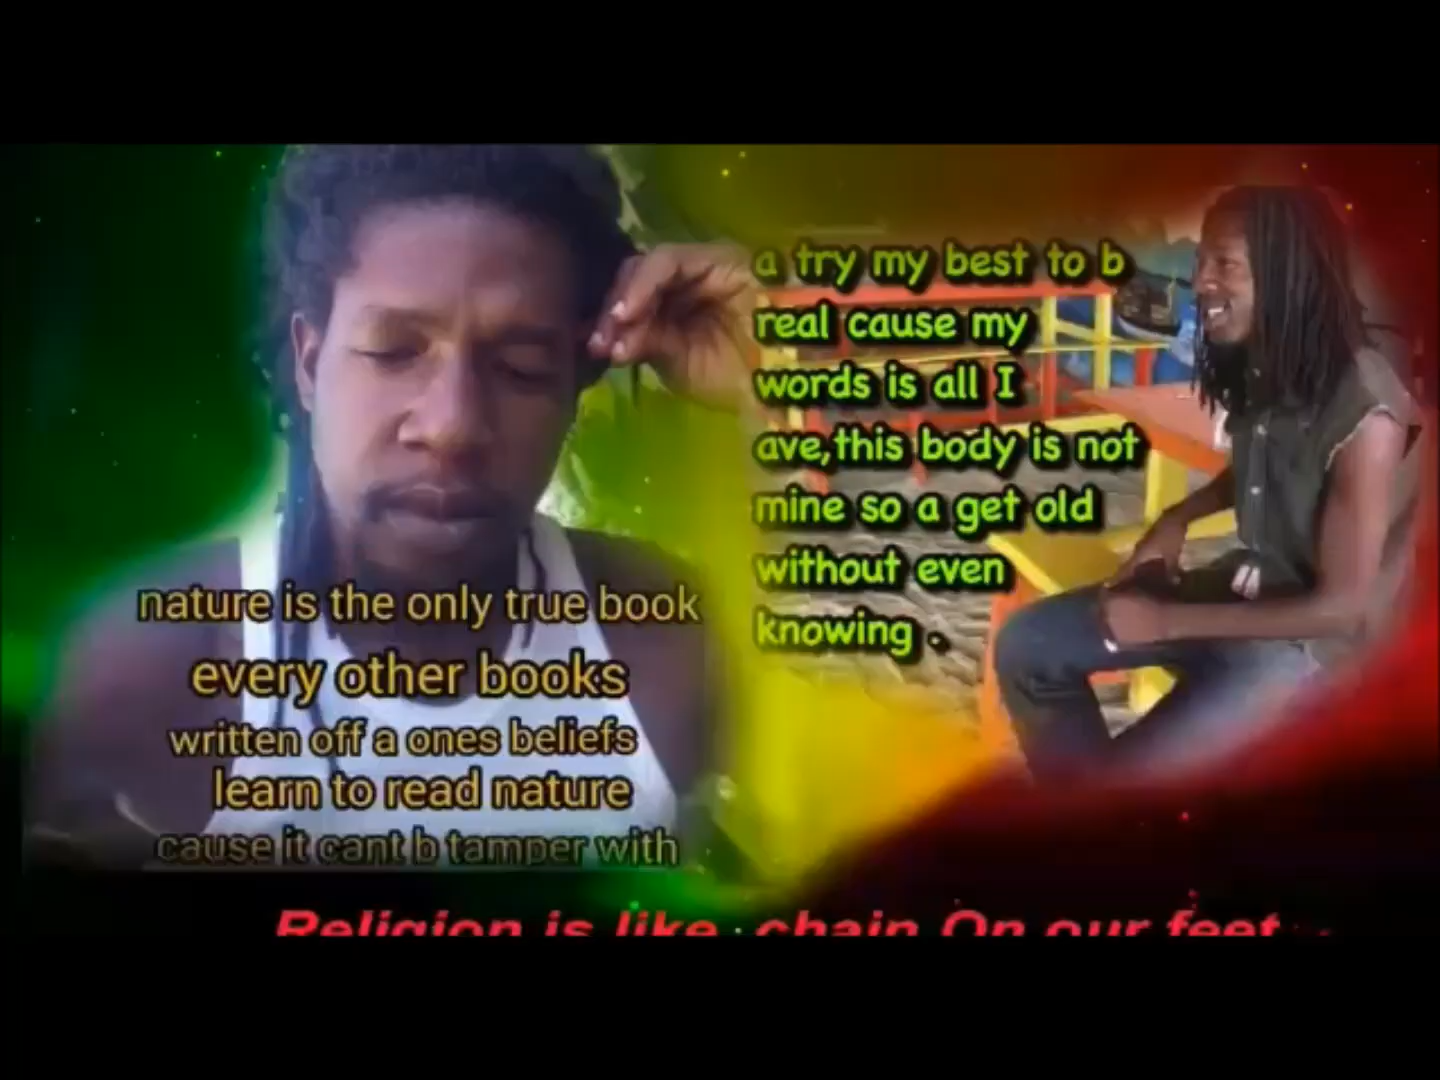 nature is the only true book
every other books
written off a ones beliefs
learn to read nature
cause it cant b tamper with
a try my best to b
real cause my
words is all I
ave,this body is not
mine so a get old
without even
knowing .
Religion is like chain On our feet